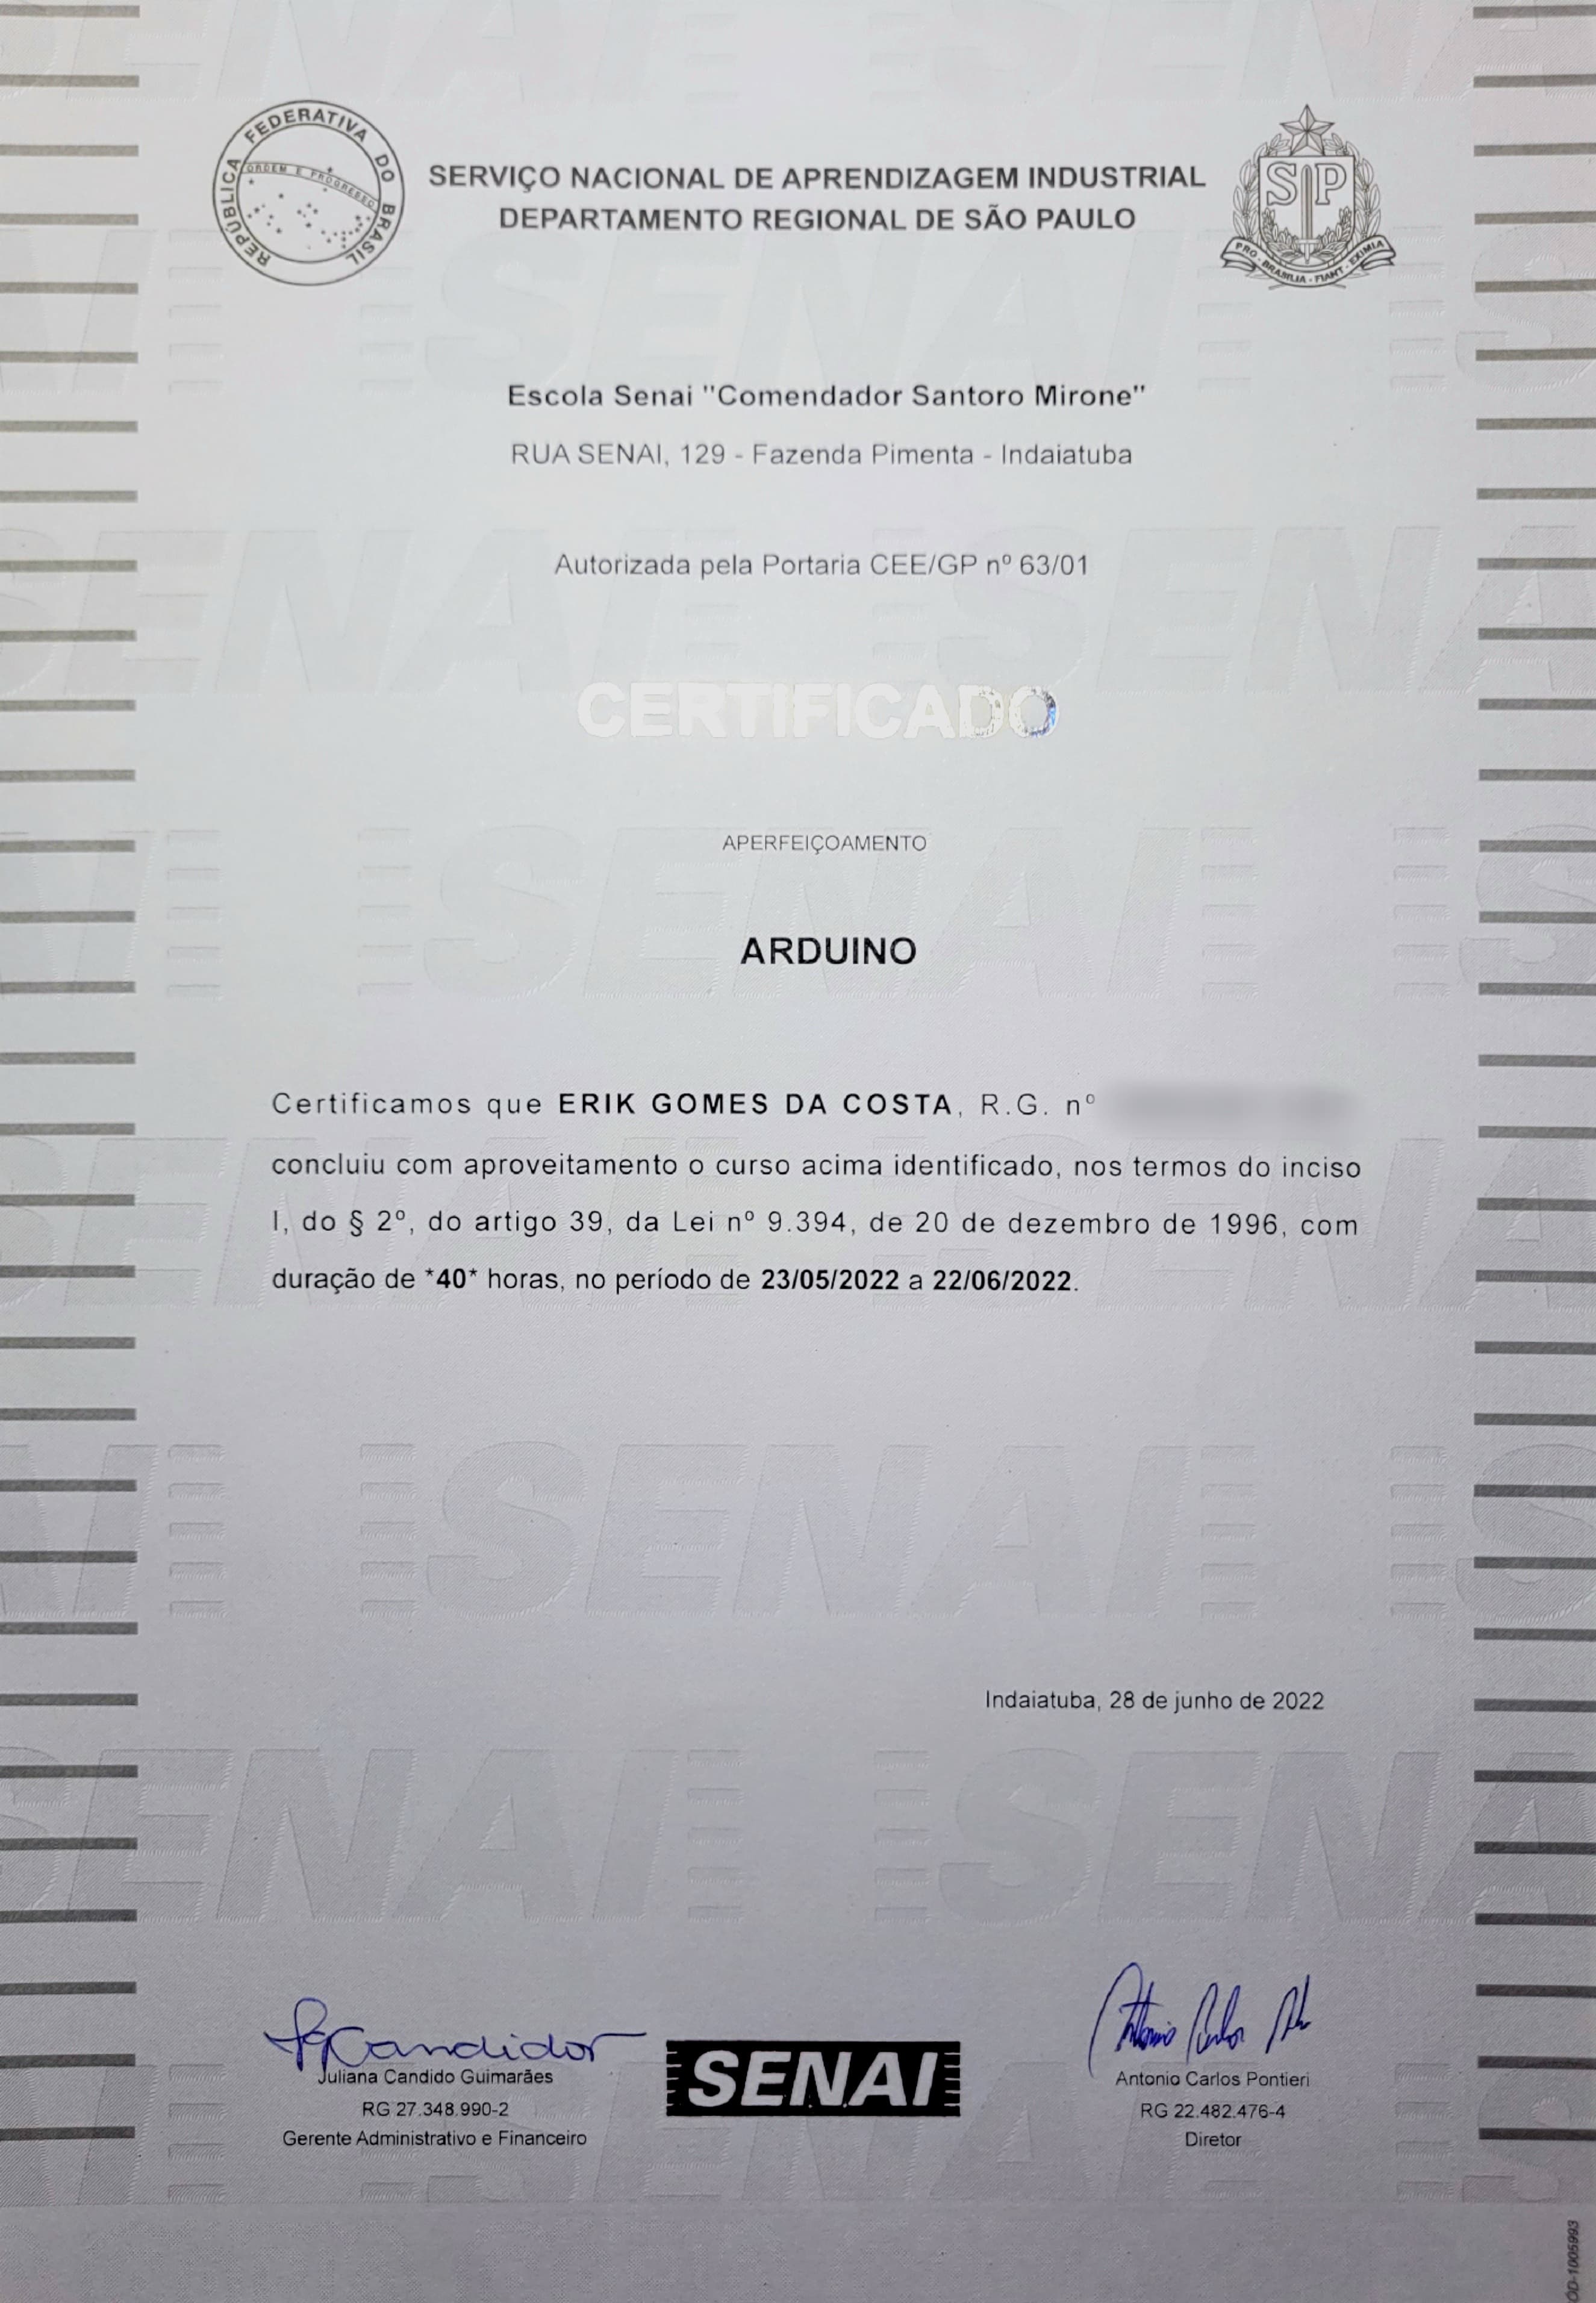 REPÚBLICA FEDERATIVA DO BRASIL
ORDEM E PROGRESSO
SERVIÇO NACIONAL DE APRENDIZAGEM INDUSTRIAL
DEPARTAMENTO REGIONAL DE SÃO PAULO
SP
PRO · BRASILIA · FIANT · EXIMIA
Escola Senai "Comendador Santoro Mirone"
RUA SENAI, 129 - Fazenda Pimenta - Indaiatuba
Autorizada pela Portaria CEE/GP nº 63/01
CERTIFICADO
APERFEIÇOAMENTO
ARDUINO
Certificamos que ERIK GOMES DA COSTA, R.G. nº
concluiu com aproveitamento o curso acima identificado, nos termos do inciso
I, do § 2º, do artigo 39, da Lei nº 9.394, de 20 de dezembro de 1996, com
duração de *40* horas, no período de 23/05/2022 a 22/06/2022.
Indaiatuba, 28 de junho de 2022
Juliana Candido Guimarães
RG 27.348.990-2
Gerente Administrativo e Financeiro
SENAI
Antonio Carlos Pontieri
RG 22.482.476-4
Diretor
ÓD-1005993